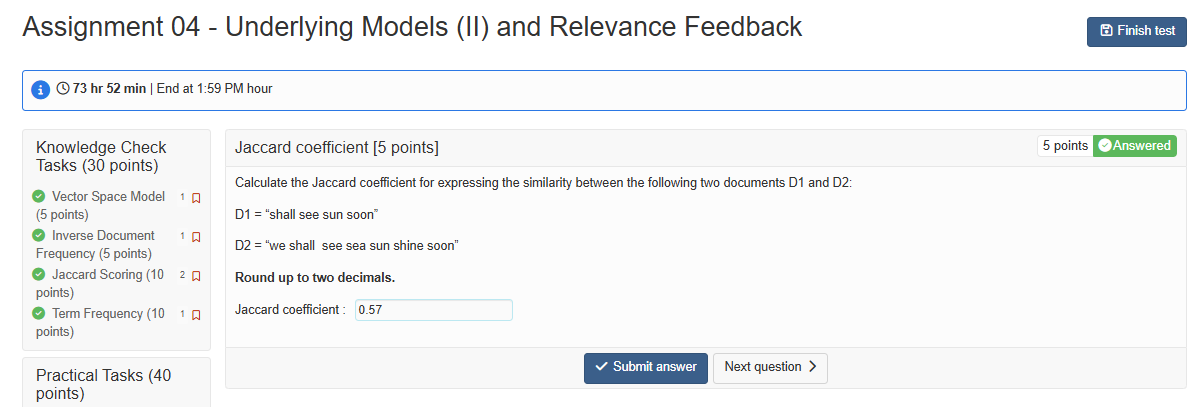 Assignment 04 - Underlying Models (II) and Relevance Feedback
Finish test
73 hr 52 min | End at 1:59 PM hour
Knowledge Check
Tasks (30 points)
Vector Space Model 1
(5 points)
Inverse Document 1
Frequency (5 points)
Jaccard Scoring (10 2
points)
Term Frequency (10 1
points)
Practical Tasks (40
points)
Jaccard coefficient [5 points]
5 points Answered
Calculate the Jaccard coefficient for expressing the similarity between the following two documents D1 and D2:
D1 = “shall see sun soon”
D2 = “we shall  see sea sun shine soon”
Round up to two decimals.
Jaccard coefficient : 0.57
Submit answer
Next question